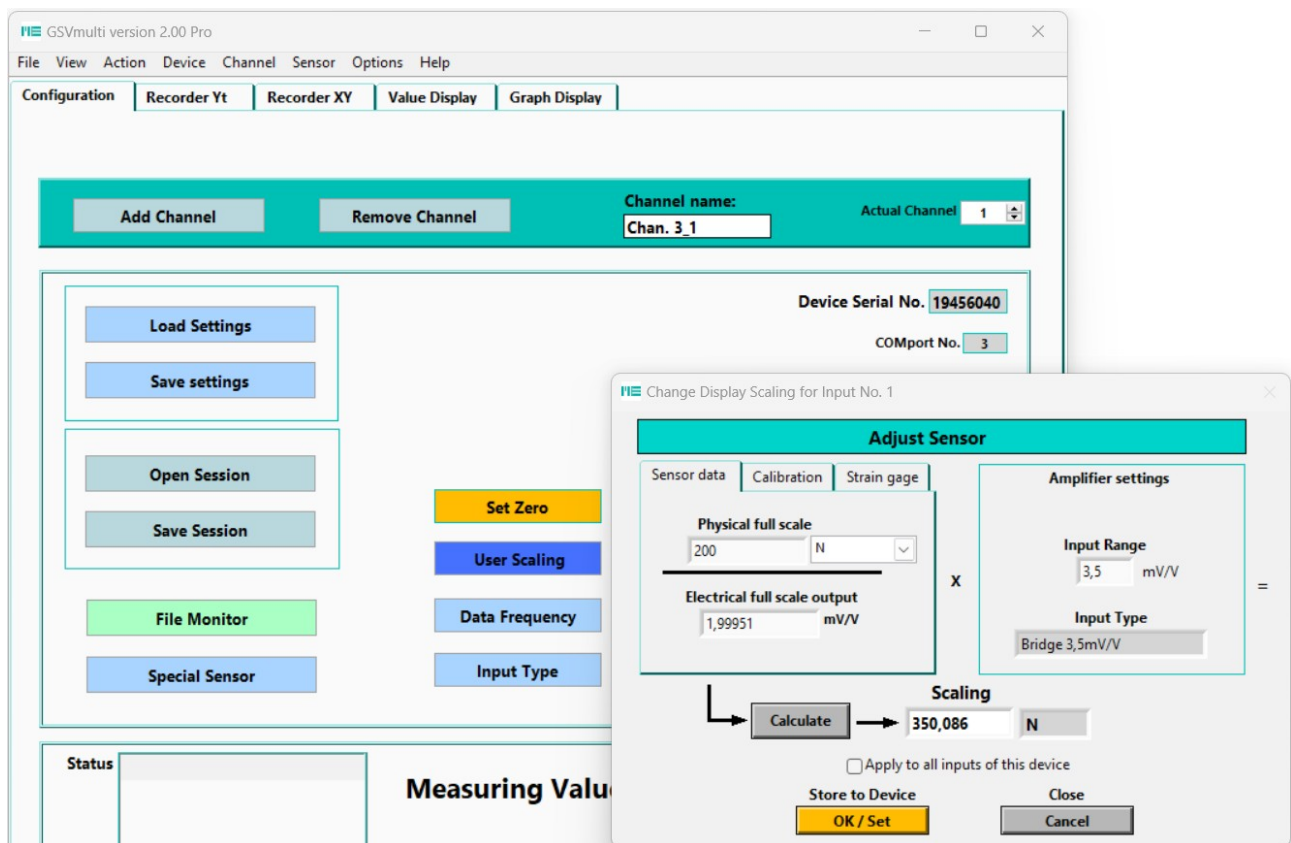 GSVmulti version 2.00 Pro
File View Action Device Channel Sensor Options Help
Configuration Recorder Yt Recorder XY Value Display Graph Display
Add Channel Remove Channel
Channel name:
Chan. 3_1
Actual Channel 1
Load Settings
Save settings
Open Session
Save Session
File Monitor
Special Sensor
Set Zero
User Scaling
Data Frequency
Input Type
Device Serial No. 19456040
COMport No. 3
Status
Measuring Valu
ME Change Display Scaling for Input No. 1
Adjust Sensor
Sensor data Calibration Strain gage
Physical full scale
200 N
Electrical full scale output
1,99951 mV/V
x
Amplifier settings
Input Range
3,5 mV/V
Input Type
Bridge 3,5mV/V
=
Calculate
Scaling
350,086 N
Apply to all inputs of this device
Store to Device
OK / Set
Close
Cancel